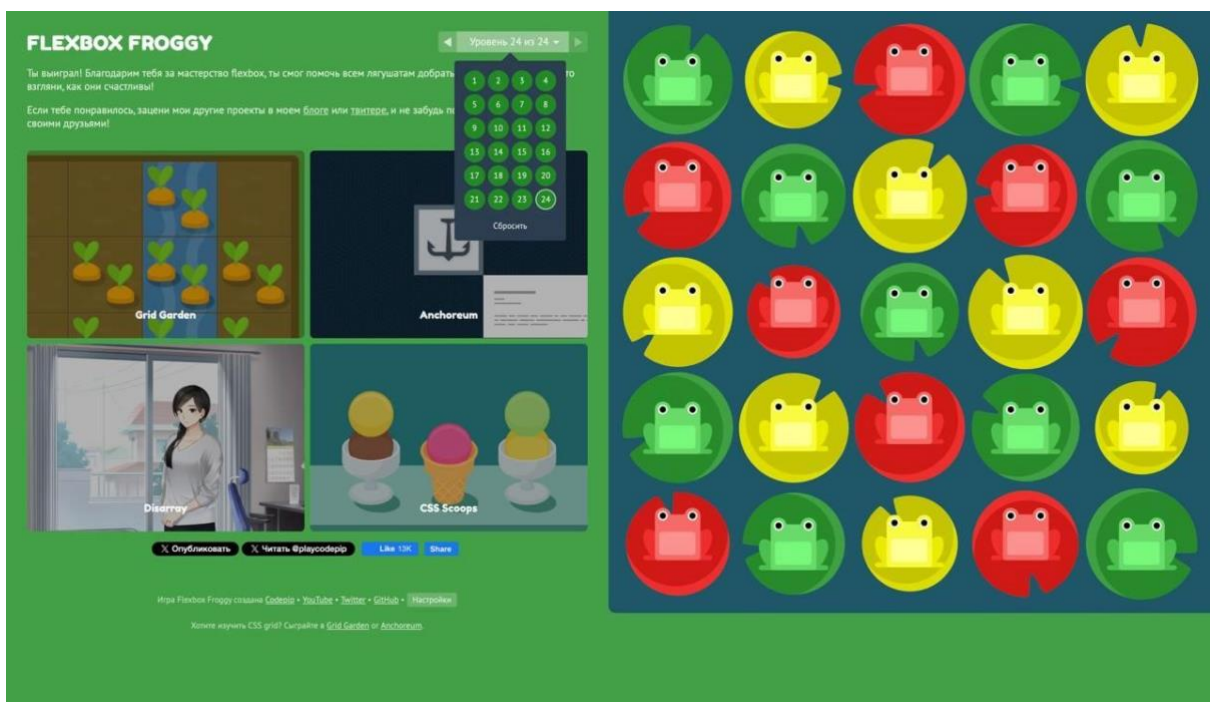 FLEXBOX FROGGY
Уровень 24 из 24
Ты выиграл! Благодарим тебя за мастерство flexbox, ты смог помочь всем лягушатам добрать
взгляни, как они счастливы!
Если тебе понравилось, зацени мои другие проекты в моем блоге или твитере, и не забудь
своими друзьями!
1 2 3 4
5 6 7 8
9 10 11 12
13 14 15 16
17 18 19 20
21 22 23 24
Сбросить
Grid Garden
Anchoreum
Disarray
CSS Scoops
X Опубликовать X Читать @playcodepip Like 13K Share
Игра Flexbox Froggy создана Codepip • YouTube • Twitter • GitHub • Настройки
Хотите изучить CSS grid? Сыграйте в Grid Garden or Anchoreum.